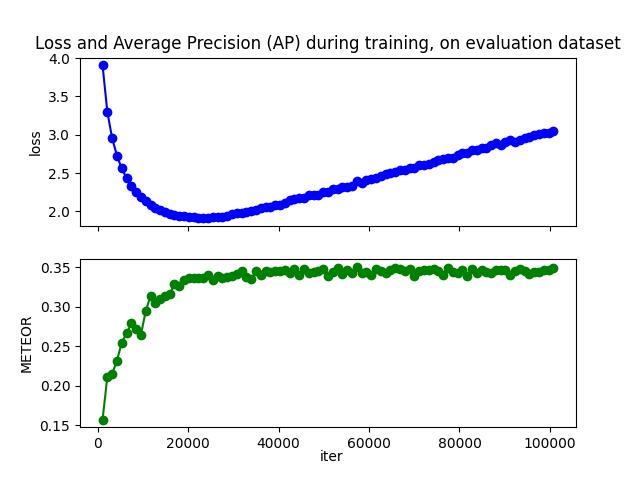 Loss and Average Precision (AP) during training, on evaluation dataset
4.0
3.5
3.0
2.5
2.0
loss
0.35
0.30
0.25
0.20
0.15
METEOR
0 20000 40000 60000 80000 100000
iter